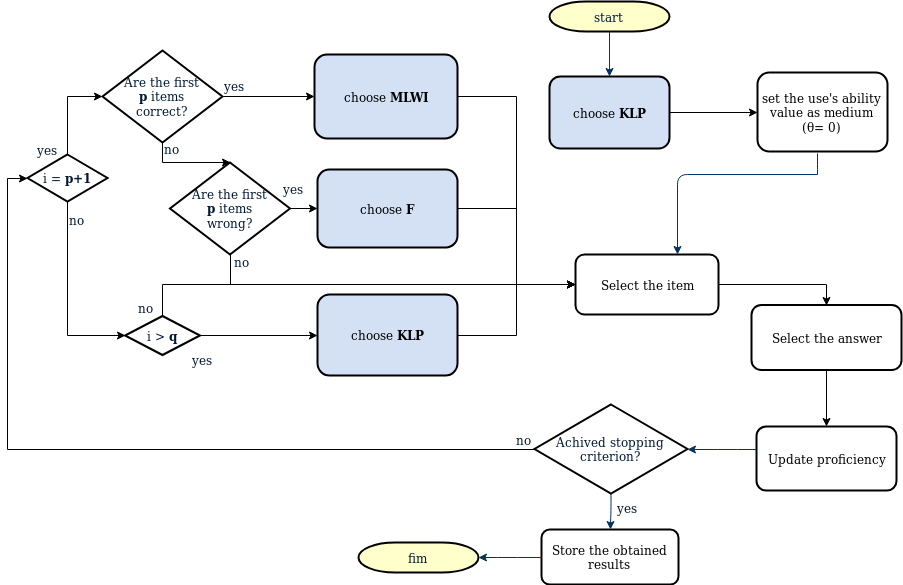 start
choose KLP
set the use's ability
value as medium
(θ= 0)
Are the first
p items
correct?
yes
choose MLWI
no
yes
i = p+1
no
Are the first
p items
wrong?
yes
choose F
no
Select the item
no
i > q
yes
choose KLP
Select the answer
Update proficiency
Achived stopping
criterion?
no
yes
Store the obtained
results
fim